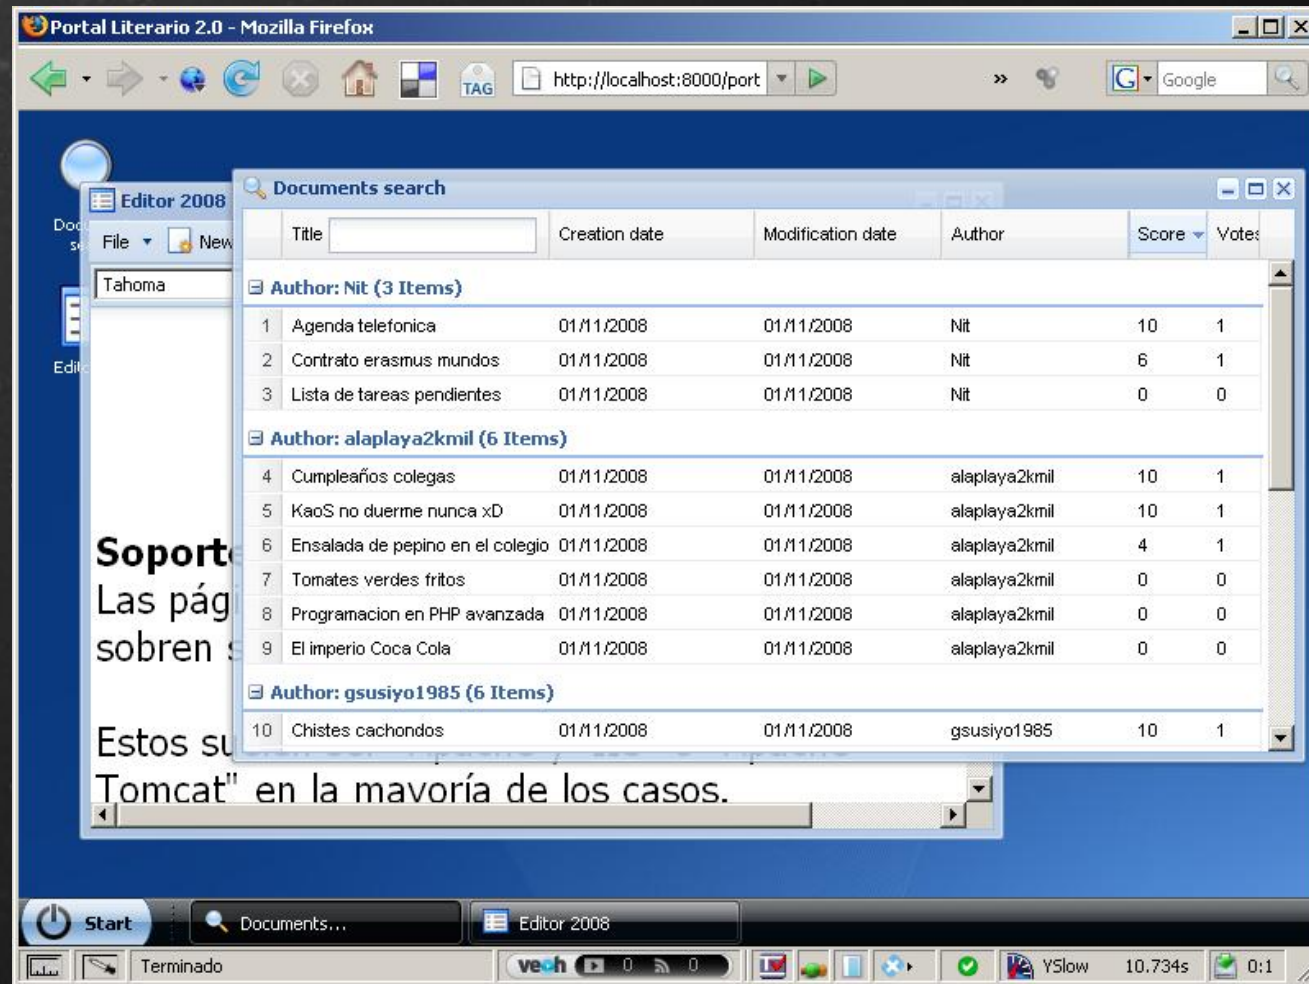 Portal Literario 2.0 - Mozilla Firefox
TAG http://localhost:8000/port » G Google
Documents search
Editor 2008
File New
Tahoma
Title Creation date Modification date Author Score Votes
Author: Nit (3 Items)
1 Agenda telefonica 01/11/2008 01/11/2008 Nit 10 1
2 Contrato erasmus mundos 01/11/2008 01/11/2008 Nit 6 1
3 Lista de tareas pendientes 01/11/2008 01/11/2008 Nit 0 0
Author: alaplaya2kmil (6 Items)
4 Cumpleaños colegas 01/11/2008 01/11/2008 alaplaya2kmil 10 1
5 KaoS no duerme nunca xD 01/11/2008 01/11/2008 alaplaya2kmil 10 1
6 Ensalada de pepino en el colegio 01/11/2008 01/11/2008 alaplaya2kmil 4 1
7 Tomates verdes fritos 01/11/2008 01/11/2008 alaplaya2kmil 0 0
8 Programacion en PHP avanzada 01/11/2008 01/11/2008 alaplaya2kmil 0 0
9 El imperio Coca Cola 01/11/2008 01/11/2008 alaplaya2kmil 0 0
Author: gsusiyo1985 (6 Items)
10 Chistes cachondos 01/11/2008 01/11/2008 gsusiyo1985 10 1
Soporte
Las pág
sobren s
Estos su
Tomcat" en la mayoría de los casos.
Start Documents... Editor 2008
Terminado veoh 0 0 YSlow 10.734s 0:1